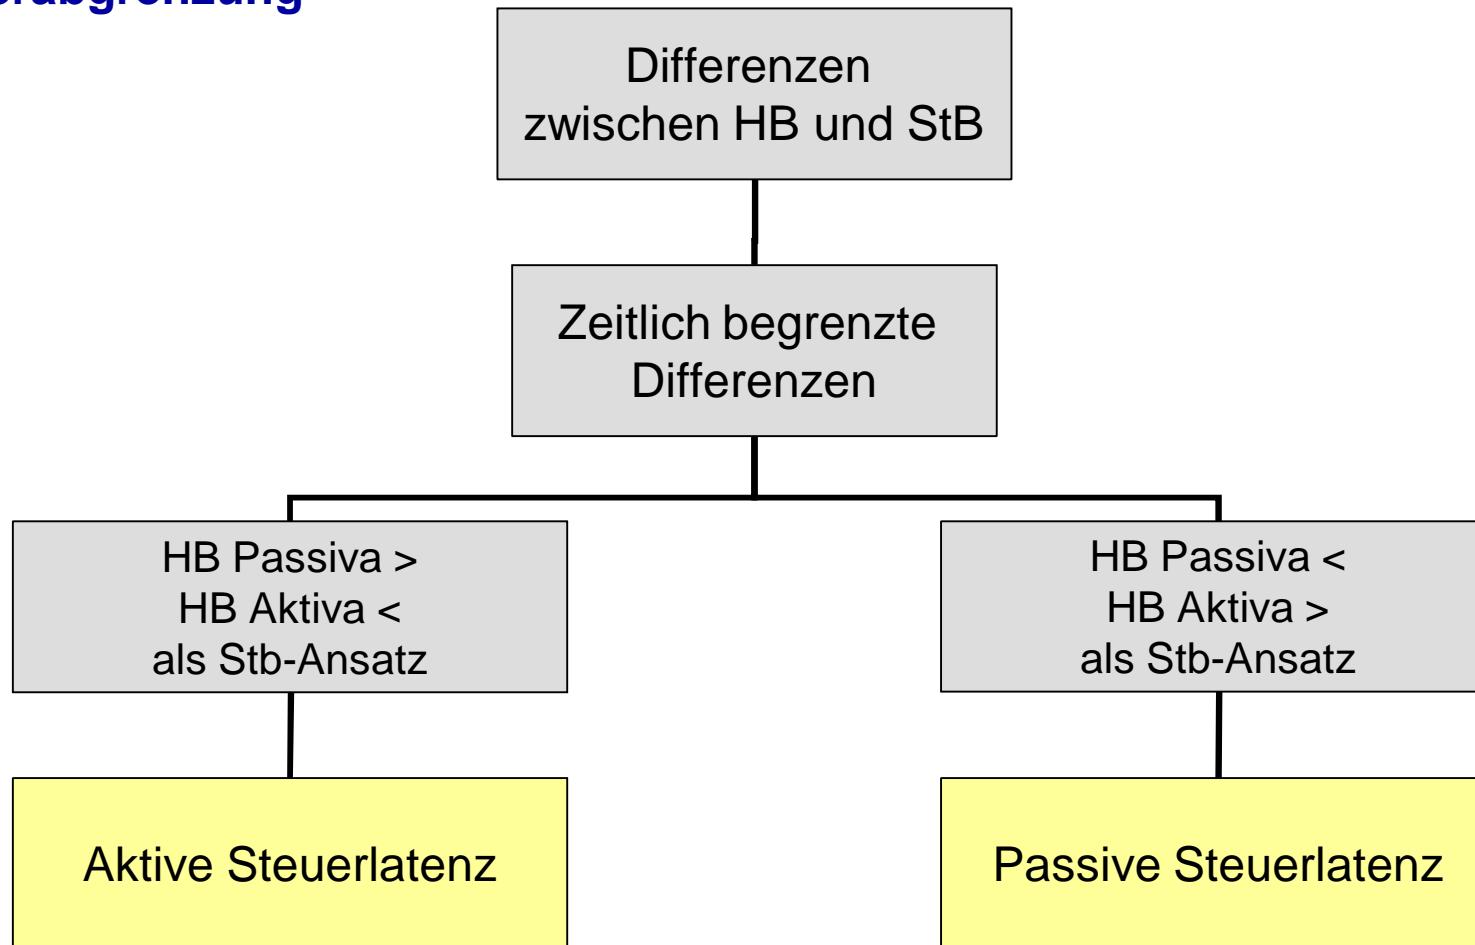 Differenzen
zwischen HB und StB
Zeitlich begrenzte
Differenzen
HB Passiva >
HB Aktiva <
als Stb-Ansatz
HB Passiva <
HB Aktiva >
als Stb-Ansatz
Aktive Steuerlatenz
Passive Steuerlatenz